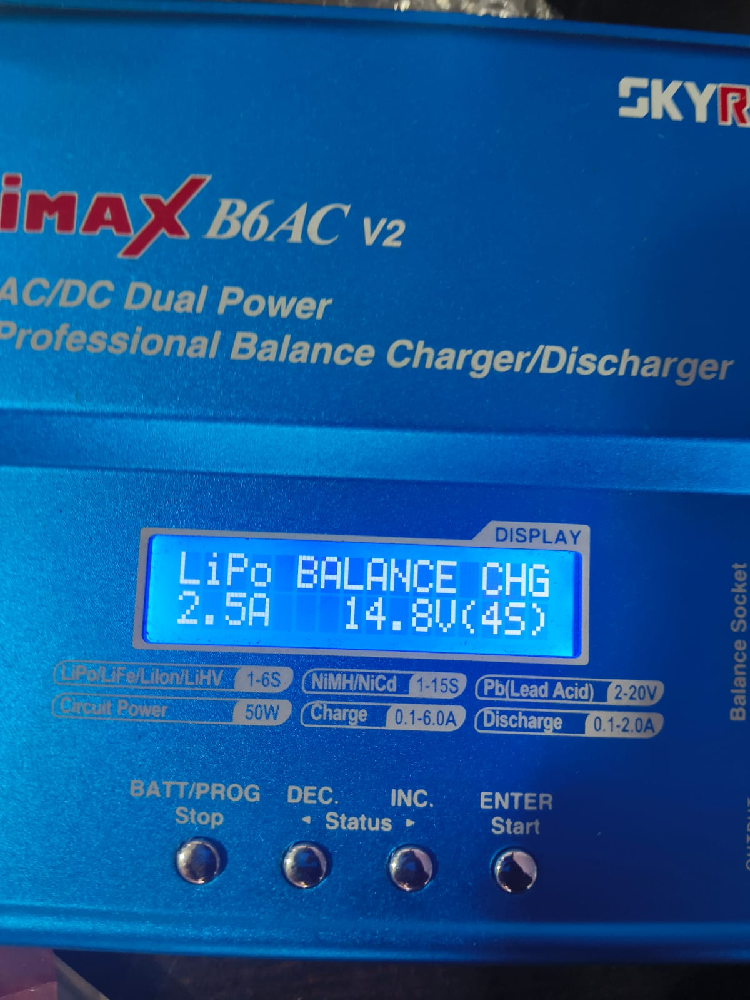 SKYR
iMAX B6AC V2
AC/DC Dual Power
Professional Balance Charger/Discharger
DISPLAY
LiPo BALANCE CHG
2.5A 14.8V(4S)
LiPo/LiFe/LiIon/LiHV 1-6S NiMH/NiCd 1-15S Pb(Lead Acid) 2-20V
Circuit Power 50W Charge 0.1-6.0A Discharge 0.1-2.0A
Balance Socket
BATT/PROG DEC. INC. ENTER
Stop ◂ Status ▸ Start